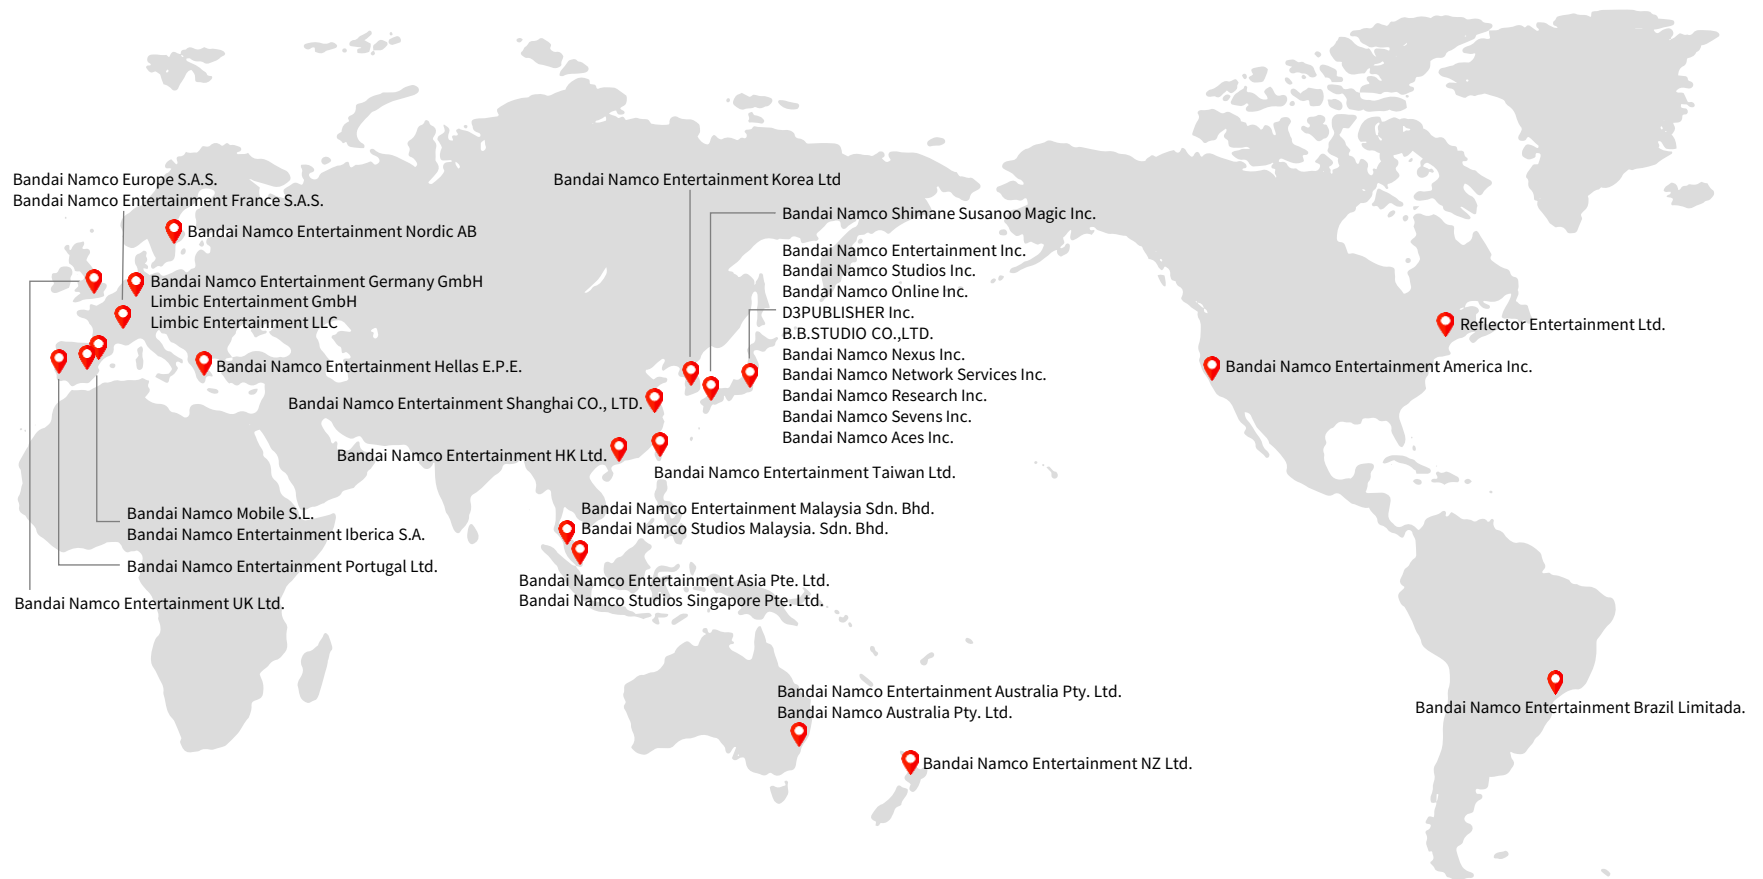 Bandai Namco Europe S.A.S.
Bandai Namco Entertainment France S.A.S.
Bandai Namco Entertainment Nordic AB
Bandai Namco Entertainment Germany GmbH
Limbic Entertainment GmbH
Limbic Entertainment LLC
Bandai Namco Entertainment Hellas E.P.E.
Bandai Namco Mobile S.L.
Bandai Namco Entertainment Iberica S.A.
Bandai Namco Entertainment Portugal Ltd.
Bandai Namco Entertainment UK Ltd.
Bandai Namco Entertainment Korea Ltd
Bandai Namco Shimane Susanoo Magic Inc.
Bandai Namco Entertainment Inc.
Bandai Namco Studios Inc.
Bandai Namco Online Inc.
D3PUBLISHER Inc.
B.B.STUDIO CO.,LTD.
Bandai Namco Nexus Inc.
Bandai Namco Network Services Inc.
Bandai Namco Research Inc.
Bandai Namco Sevens Inc.
Bandai Namco Aces Inc.
Bandai Namco Entertainment Shanghai CO., LTD.
Bandai Namco Entertainment HK Ltd.
Bandai Namco Entertainment Taiwan Ltd.
Bandai Namco Entertainment Malaysia Sdn. Bhd.
Bandai Namco Studios Malaysia. Sdn. Bhd.
Bandai Namco Entertainment Asia Pte. Ltd.
Bandai Namco Studios Singapore Pte. Ltd.
Bandai Namco Entertainment Australia Pty. Ltd.
Bandai Namco Australia Pty. Ltd.
Bandai Namco Entertainment NZ Ltd.
Reflector Entertainment Ltd.
Bandai Namco Entertainment America Inc.
Bandai Namco Entertainment Brazil Limitada.